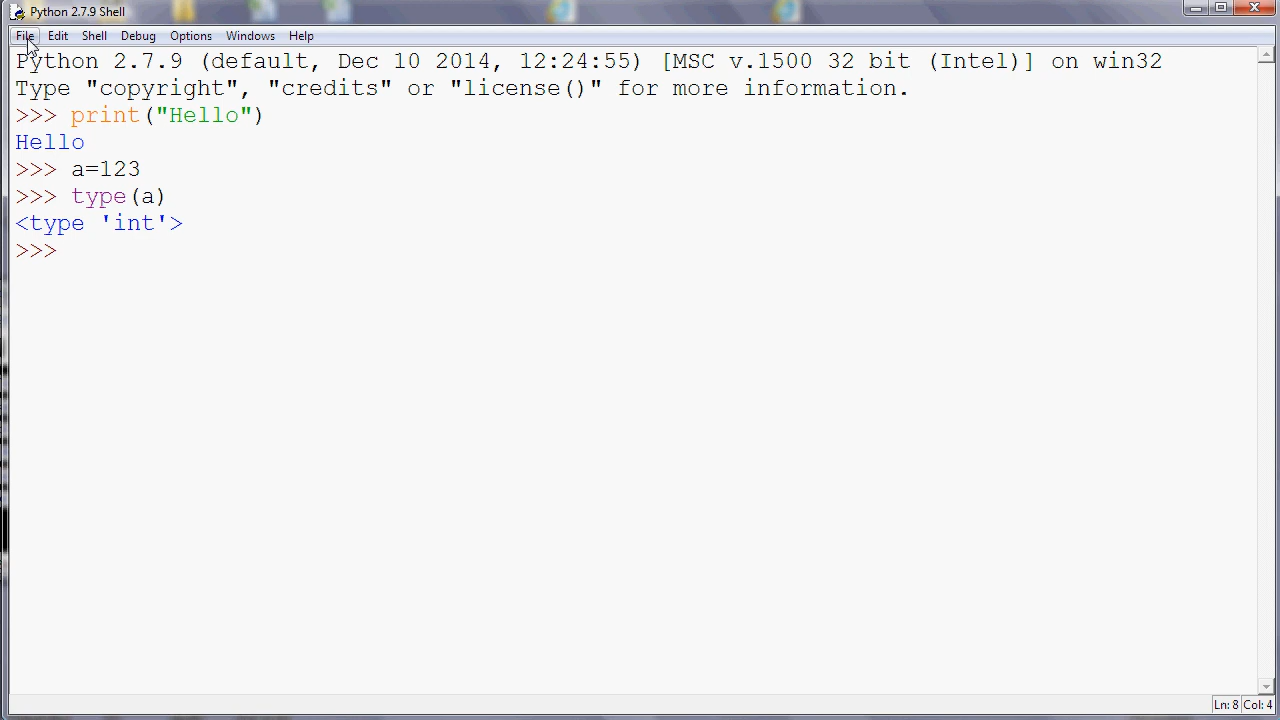 Python 2.7.9 Shell
File Edit Shell Debug Options Windows Help
Python 2.7.9 (default, Dec 10 2014, 12:24:55) [MSC v.1500 32 bit (Intel)] on win32
Type "copyright", "credits" or "license()" for more information.
>>> print("Hello")
Hello
>>> a=123
>>> type(a)
<type 'int'>
>>>
Ln: 8 Col: 4